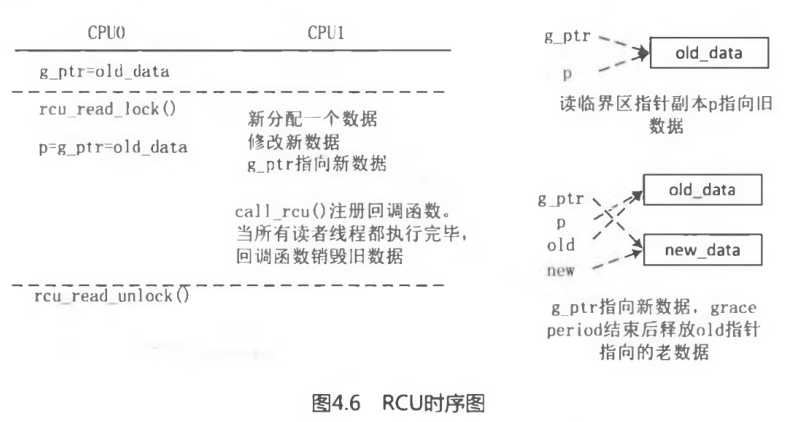 CPU0 CPU1
g_ptr=old_data
rcu_read_lock()
p=g_ptr=old_data
新分配一个数据
修改新数据
g_ptr指向新数据
call_rcu()注册回调函数。
当所有读者线程都执行完毕，
回调函数销毁旧数据
rcu_read_unlock()
g_ptr
p
old_data
读临界区指针副本p指向旧
数据
g_ptr
p
old
new
old_data
new_data
g_ptr指向新数据，grace
period结束后释放old指针
指向的老数据
图4.6 RCU时序图